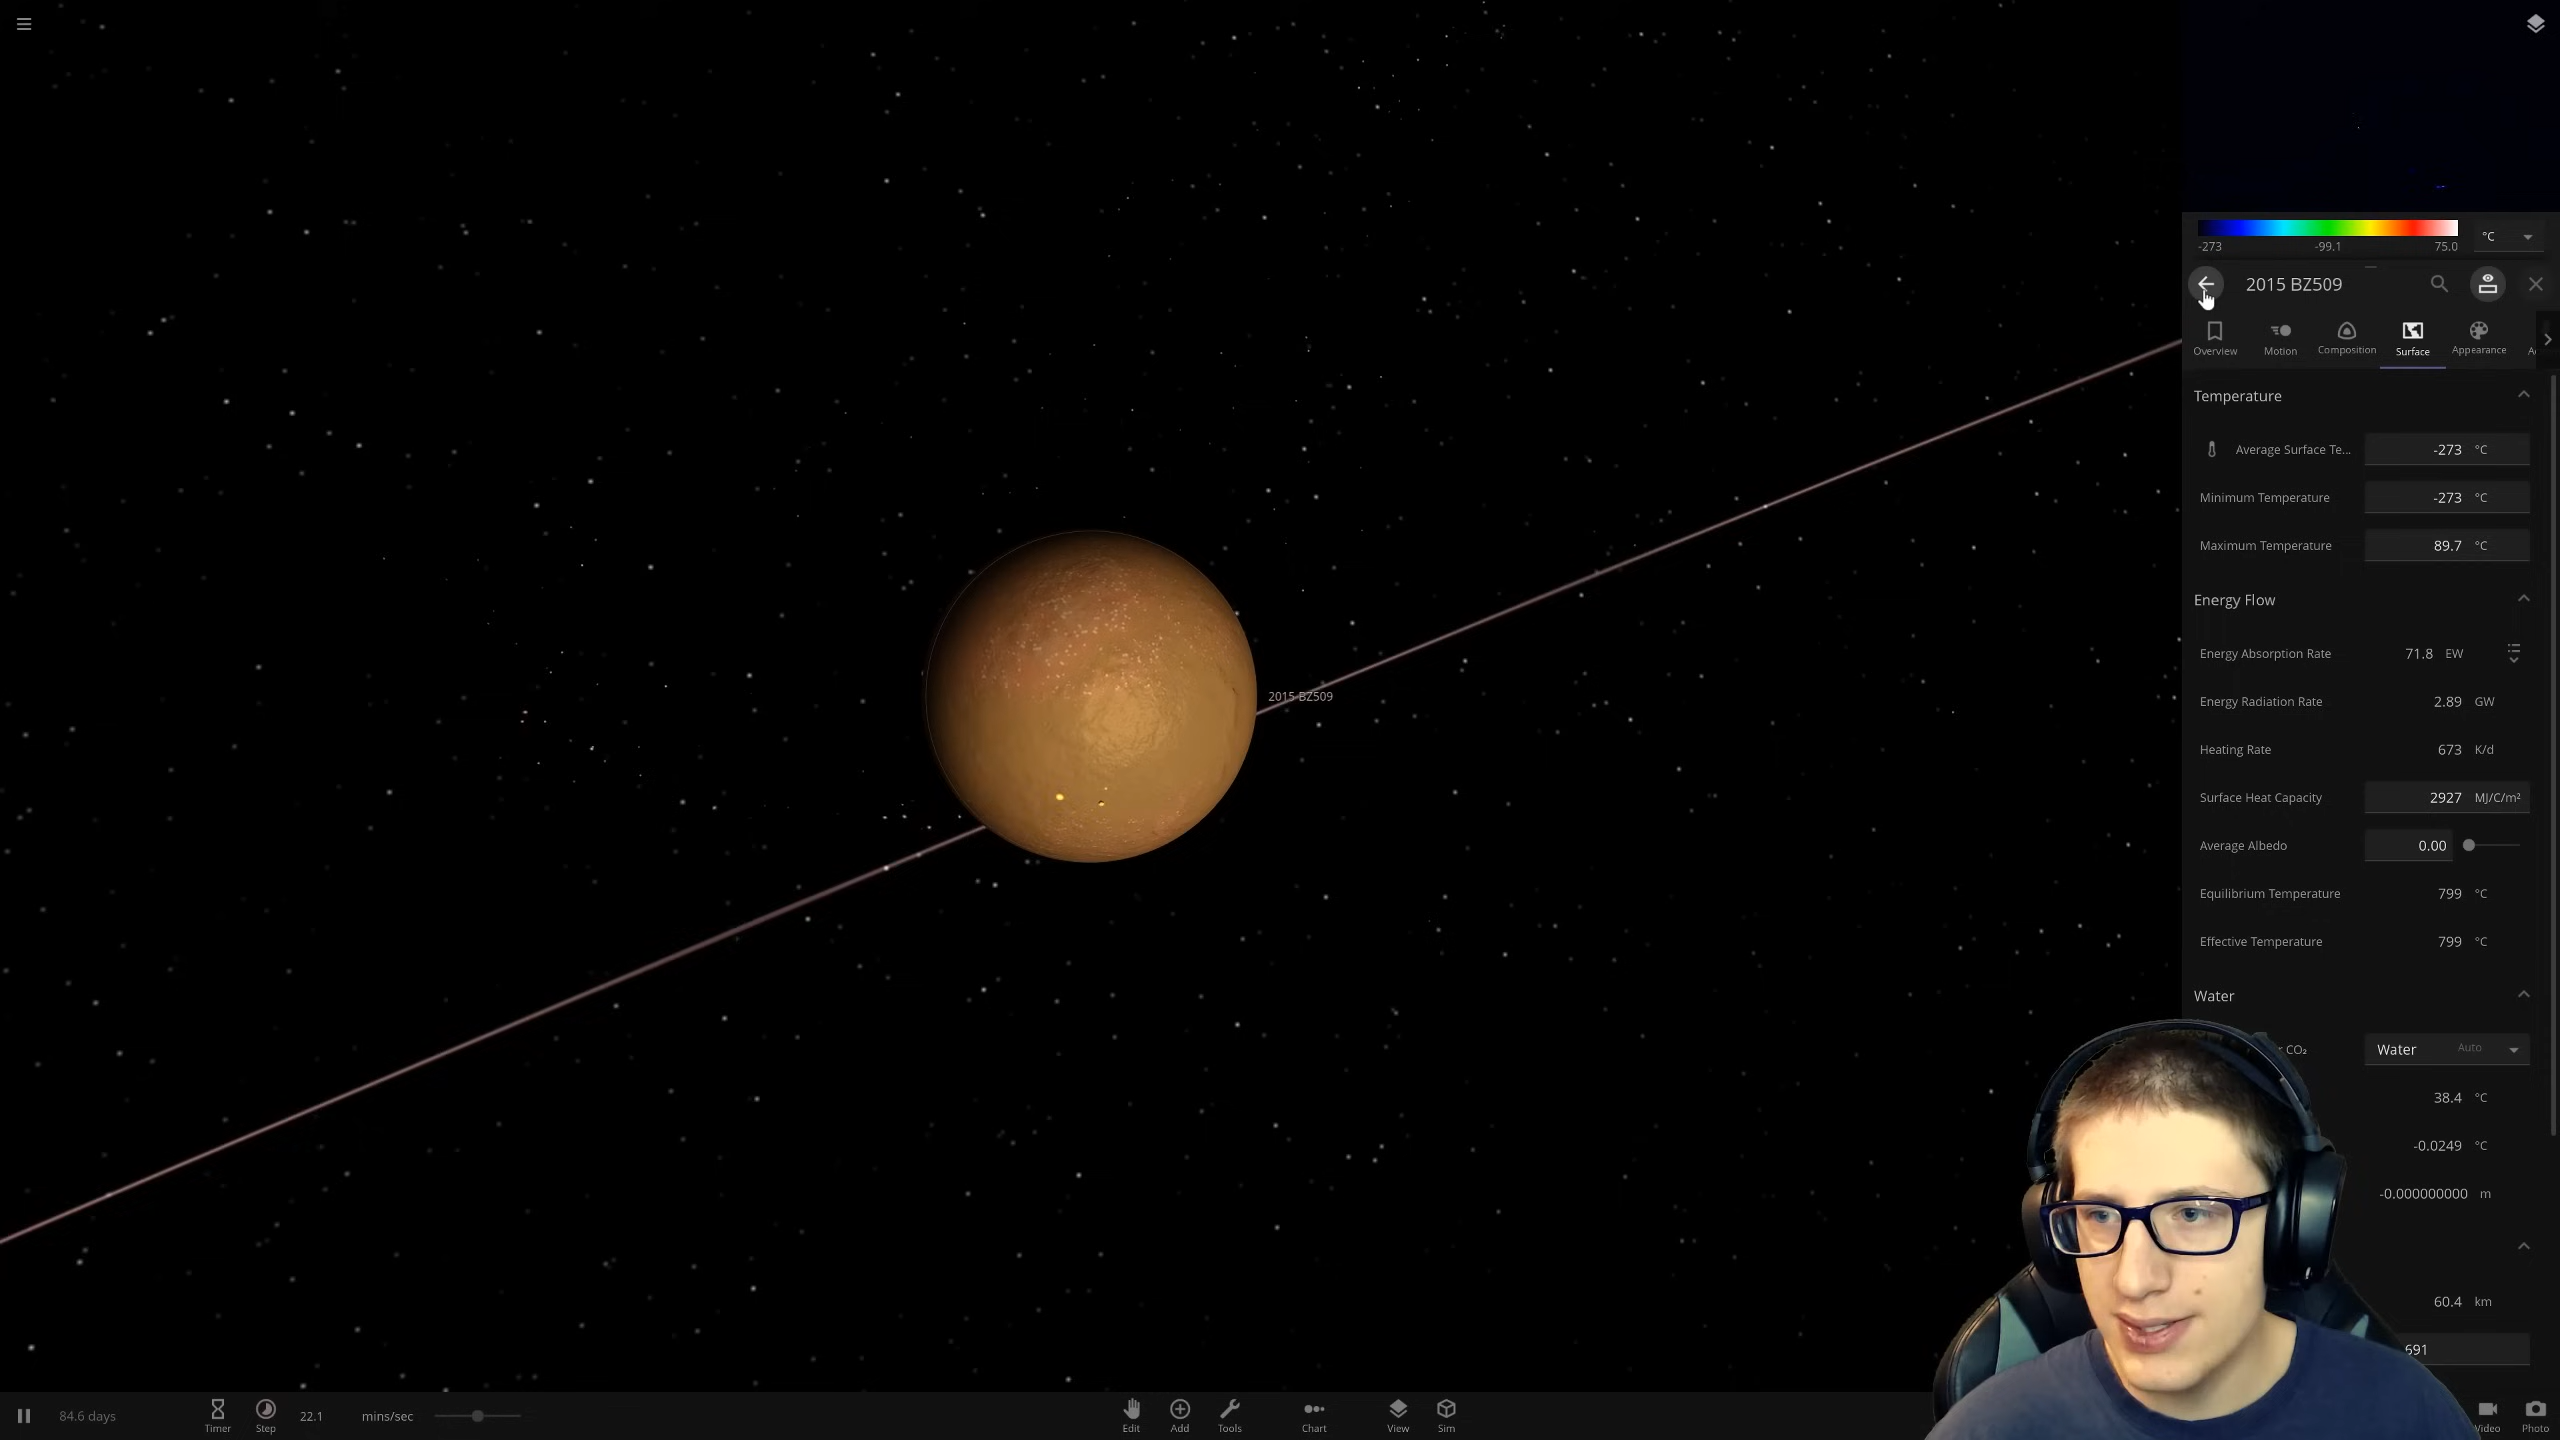 -273 -99.1 75.0 °C
2015 BZ509
Overview Motion Composition Surface Appearance
Temperature
Average Surface Te... -273 °C
Minimum Temperature -273 °C
Maximum Temperature 89.7 °C
Energy Flow
Energy Absorption Rate 71.8 EW
Energy Radiation Rate 2.89 GW
Heating Rate 673 K/d
Surface Heat Capacity 2927 MJ/C/m²
Average Albedo 0.00
Equilibrium Temperature 799 °C
Effective Temperature 799 °C
Water
CO₂ Water Auto
38.4 °C
-0.0249 °C
-0.000000000 m
60.4 km
691
2015 BZ509
84.6 days Timer Step 22.1 mins/sec Edit Add Tools Chart View Sim Video Photo